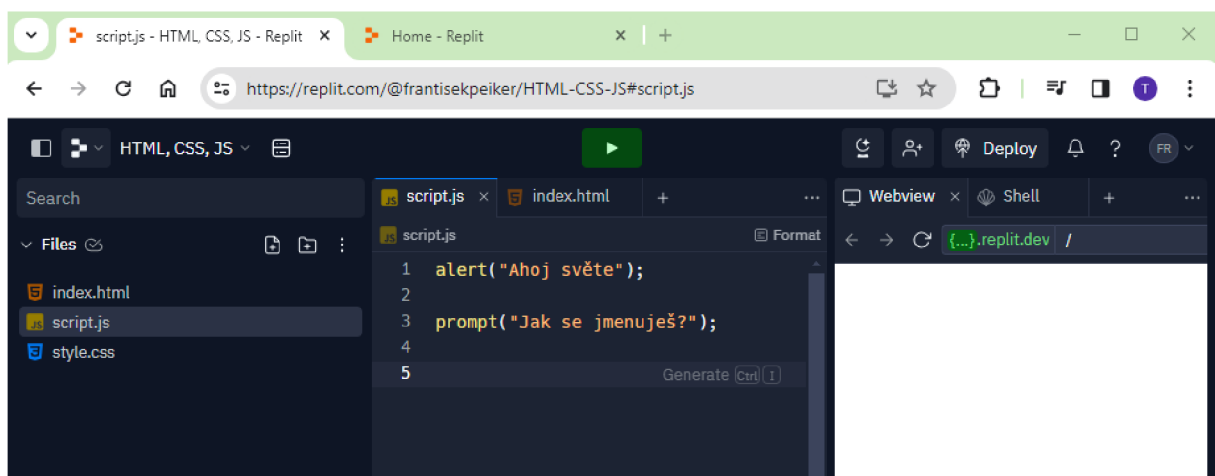 script.js - HTML, CSS, JS - Replit
Home - Replit
https://replit.com/@frantisekpeiker/HTML-CSS-JS#script.js
T
HTML, CSS, JS
Deploy
FR
Search
script.js
index.html
Webview
Shell
Files
script.js
Format
{...}.replit.dev /
index.html
script.js
style.css
1 alert("Ahoj světe");
2
3 prompt("Jak se jmenuješ?");
4
5 Generate Ctrl I